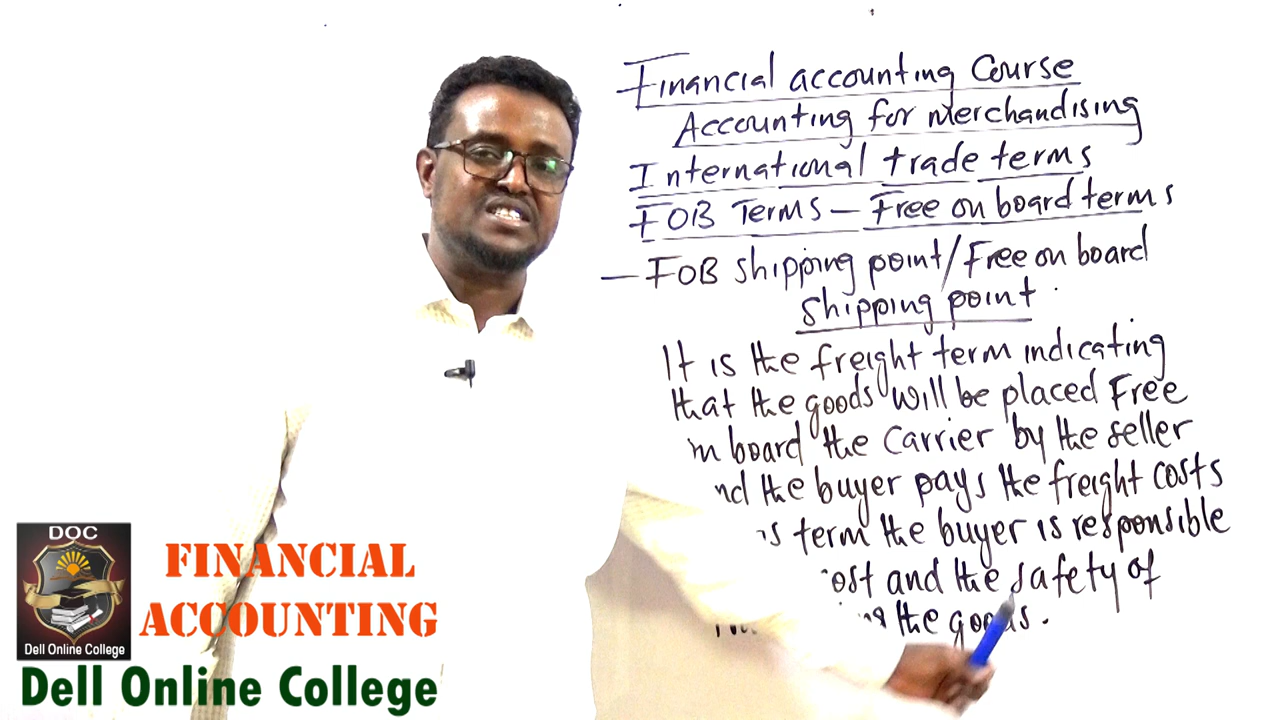 Financial accounting Course
Accounting for merchandising
International trade terms
FOB Terms – Free on board terms
– FOB shipping point/Free on board
shipping point.
It is the freight term indicating
that the goods will be placed Free
board the carrier by the seller
the buyer pays the freight costs
term the buyer is responsible
and the safety of
the goods.
DOC
Dell Online College
FINANCIAL
ACCOUNTING
Dell Online College